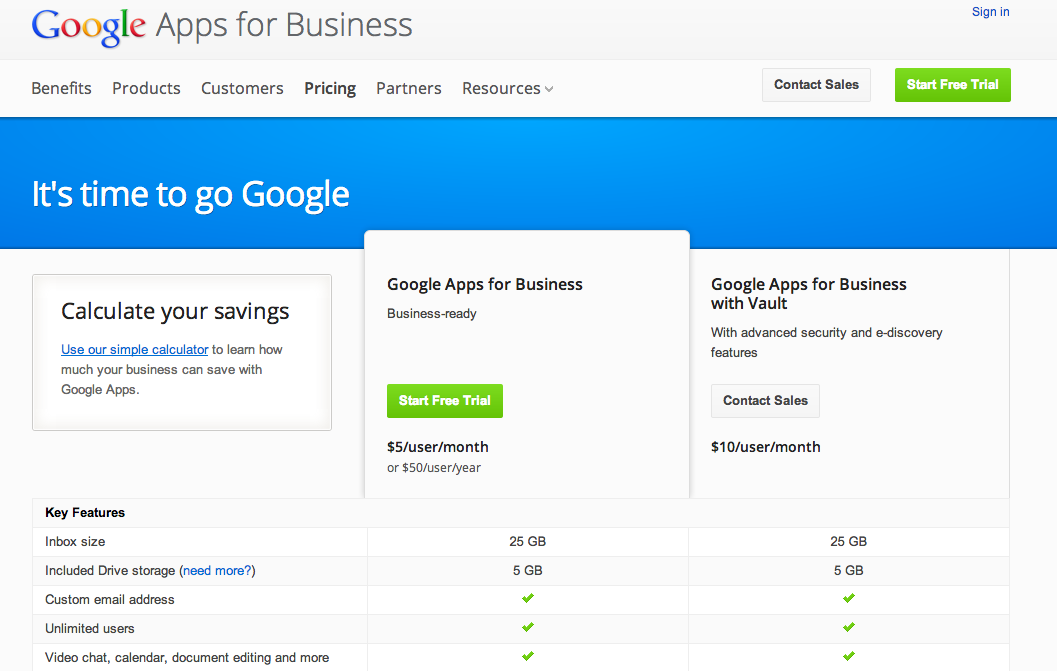 Google Apps for Business
Sign in
Benefits Products Customers Pricing Partners Resources
Contact Sales
Start Free Trial
It's time to go Google
Calculate your savings
Use our simple calculator to learn how
much your business can save with
Google Apps.
Google Apps for Business
Business-ready
Start Free Trial
$5/user/month
or $50/user/year
Google Apps for Business
with Vault
With advanced security and e-discovery
features
Contact Sales
$10/user/month
Key Features
Inbox size 25 GB 25 GB
Included Drive storage (need more?) 5 GB 5 GB
Custom email address
Unlimited users
Video chat, calendar, document editing and more